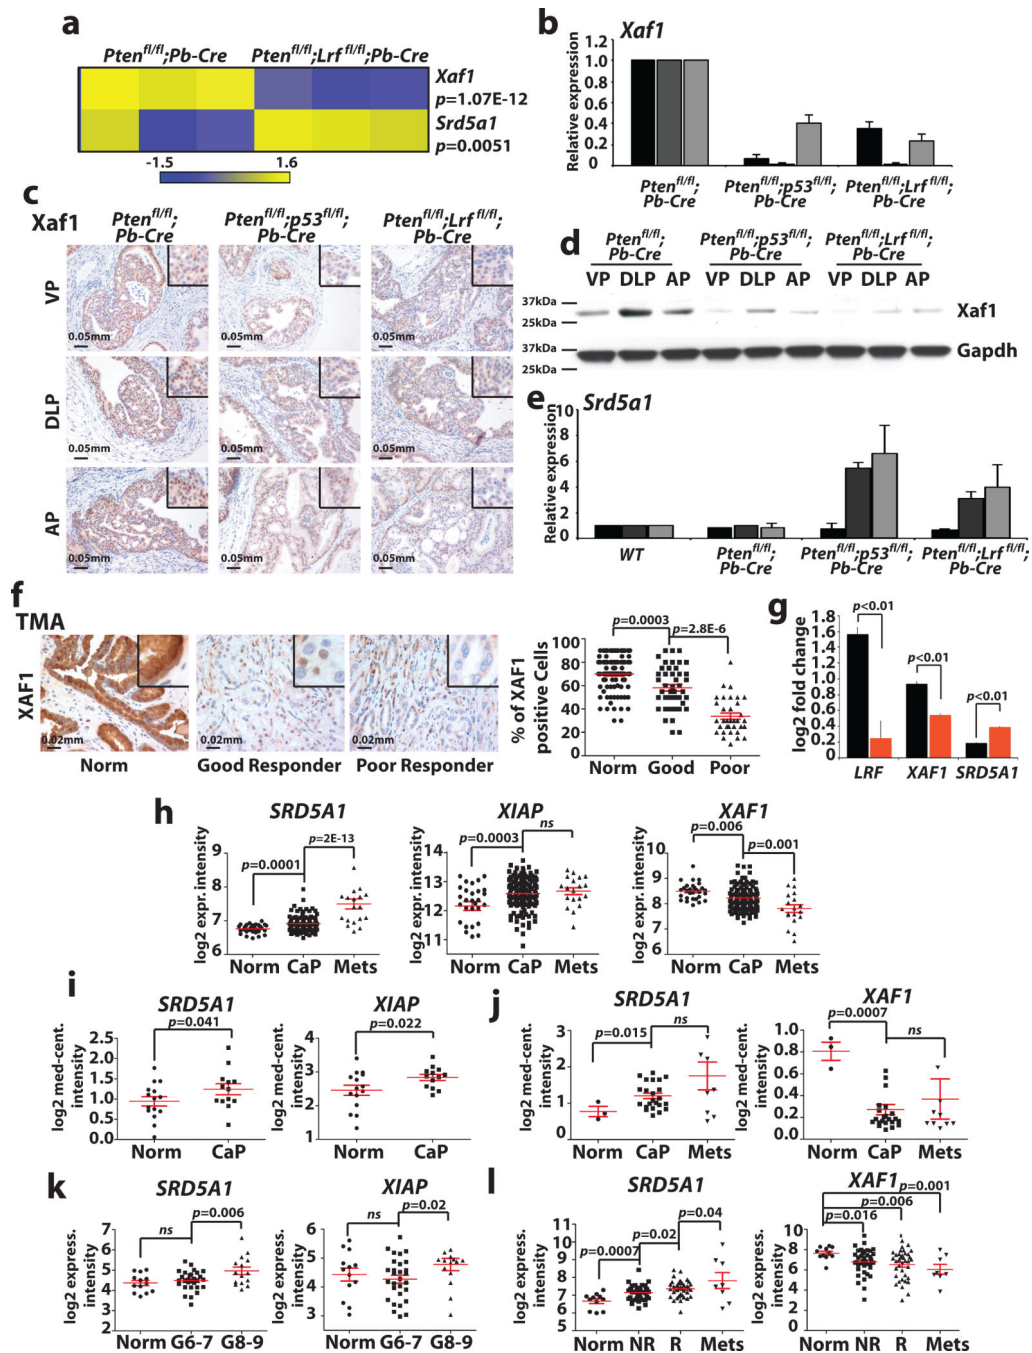 a
Pten^fl/fl;Pb-Cre Pten^fl/fl;Lrf^fl/fl;Pb-Cre
Xaf1
p=1.07E-12
Srd5a1
p=0.0051
-1.5 1.6
b
Xaf1
Relative expression
1.2
1.0
0.8
0.6
0.4
0.2
0
Pten^fl/fl; Pten^fl/fl;p53^fl/fl; Pten^fl/fl;Lrf^fl/fl;
Pb-Cre Pb-Cre Pb-Cre
c
Xaf1 Pten^fl/fl; Pten^fl/fl;p53^fl/fl; Pten^fl/fl;Lrf^fl/fl;
Pb-Cre Pb-Cre Pb-Cre
VP
0.05mm 0.05mm 0.05mm
DLP
0.05mm 0.05mm 0.05mm
AP
0.05mm 0.05mm 0.05mm
d
Pten^fl/fl; Pten^fl/fl;p53^fl/fl; Pten^fl/fl;Lrf^fl/fl;
Pb-Cre Pb-Cre Pb-Cre
VP DLP AP VP DLP AP VP DLP AP
37kDa
25kDa
Xaf1
37kDa
25kDa
Gapdh
e
Srd5a1
Relative expression
10
8
6
4
2
0
WT Pten^fl/fl; Pten^fl/fl;p53^fl/fl; Pten^fl/fl;Lrf^fl/fl;
Pb-Cre Pb-Cre Pb-Cre
f
TMA
XAF1
0.02mm 0.02mm 0.02mm
Norm Good Responder Poor Responder
% of XAF1
positive Cells
p=0.0003
p=2.8E-6
100
80
60
40
20
0
Norm Good Poor
g
log2 fold change
p<0.01
p<0.01
p<0.01
1.8
1.6
1.4
1.2
1.0
0.8
0.6
0.4
0.2
0
LRF XAF1 SRD5A1
h
SRD5A1
log2 expr. intensity
p=2E-13
p=0.0001
9
8
7
6
Norm CaP Mets
XIAP
log2 expr. intensity
ns
p=0.0003
14
13
12
11
Norm CaP Mets
XAF1
log2 expr. intensity
p=0.006
p=0.001
10
9
8
7
6
Norm CaP Mets
i
SRD5A1
log2 med-cent.
intensity
p=0.041
2.5
2.0
1.5
1.0
0.5
0.0
Norm CaP
XIAP
log2 med-cent.
intensity
p=0.022
4
3
2
1
Norm CaP
j
SRD5A1
log2 med-cent.
intensity
ns
p=0.015
3
2
1
0
Norm CaP Mets
XAF1
log2 med-cent.
intensity
p=0.0007
ns
1.0
0.8
0.6
0.4
0.2
0.0
Norm CaP Mets
k
SRD5A1
log2 express.
intensity
ns
p=0.006
7
6
5
4
3
2
Norm G6-7 G8-9
XIAP
log2 express.
intensity
ns
p=0.02
6
5
4
3
Norm G6-7 G8-9
l
SRD5A1
log2 express.
intensity
p=0.04
p=0.02
p=0.0007
11
10
9
8
7
6
5
Norm NR R Mets
XAF1
log2 express.
intensity
p=0.001
p=0.006
p=0.016
10
8
6
4
2
0
Norm NR R Mets